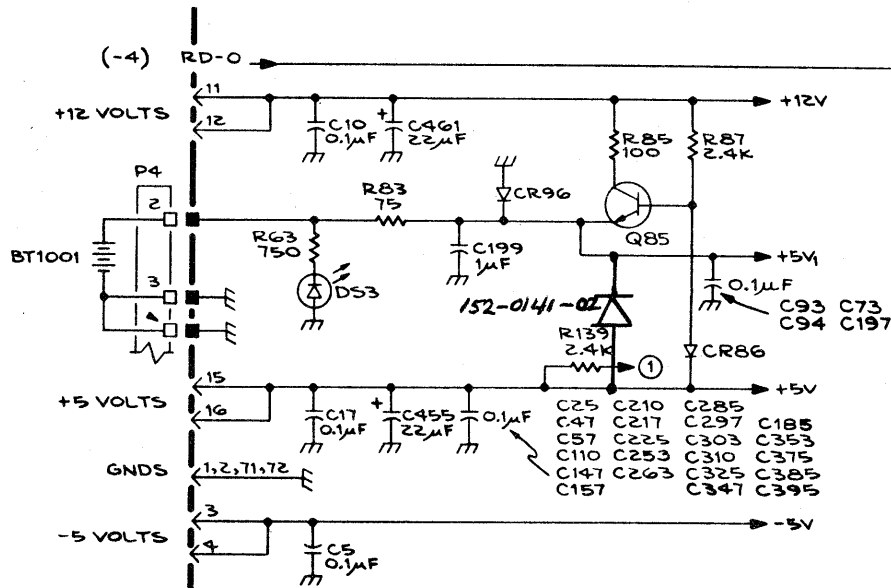 (-4) RD-0
11
+12 VOLTS
12
+12V
C10
0.1µF
+
C461
22µF
R85
100
R87
2.4K
P4
2
R83
75
CR96
Q85
R63
750
C199
1µF
+5V1
BT1001
3
DS3
152-0141-02
0.1µF
C93 C73
C94 C197
R139
2.4K
1
CR86
15
+5 VOLTS
16
+5V
C17
0.1µF
+
C455
22µF
0.1µF
C25 C210 C285
C47 C217 C297 C185
C57 C225 C303 C353
C110 C253 C310 C375
C147 C263 C325 C385
C157 C347 C395
GNDS
1,2,71,72
3
-5 VOLTS
4
-5V
C5
0.1µF